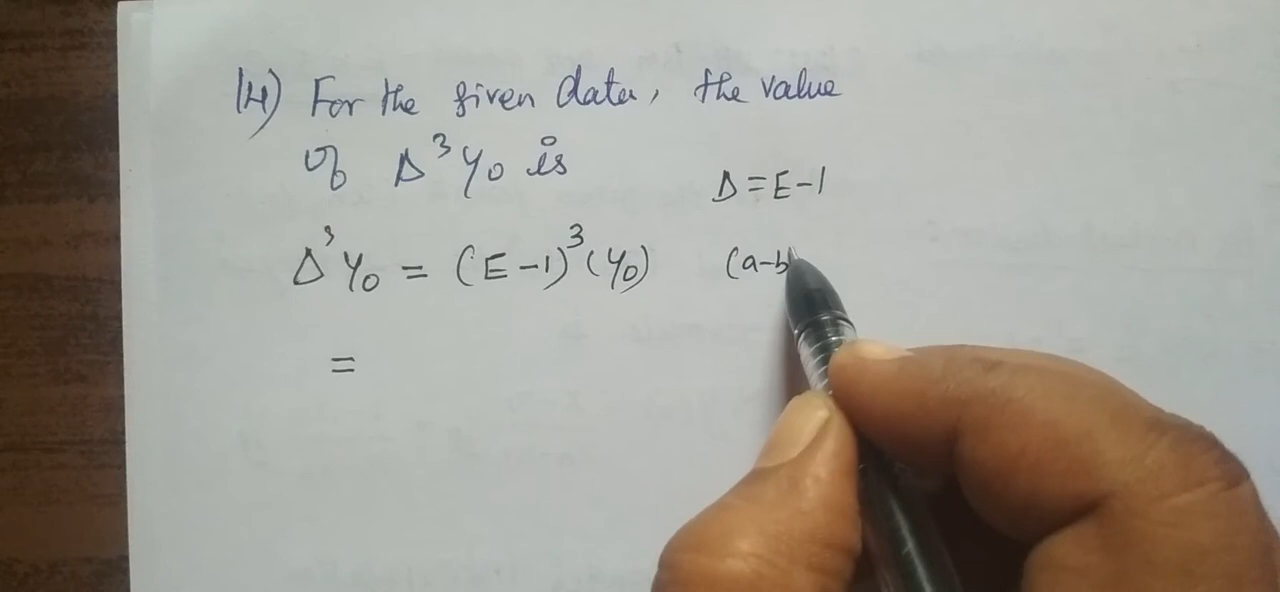 14) For the given data, the value
of Δ³y₀ is
Δ = E-1
Δ³y₀ = (E-1)³(y₀) (a-b)
=